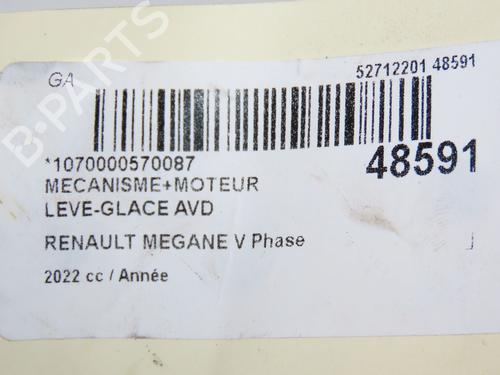 GA
52712201 48591
*1070000570087
48591
MECANISME+MOTEUR
LEVE-GLACE AVD
RENAULT MEGANE V Phase
2022 cc / Année
B-PARTS